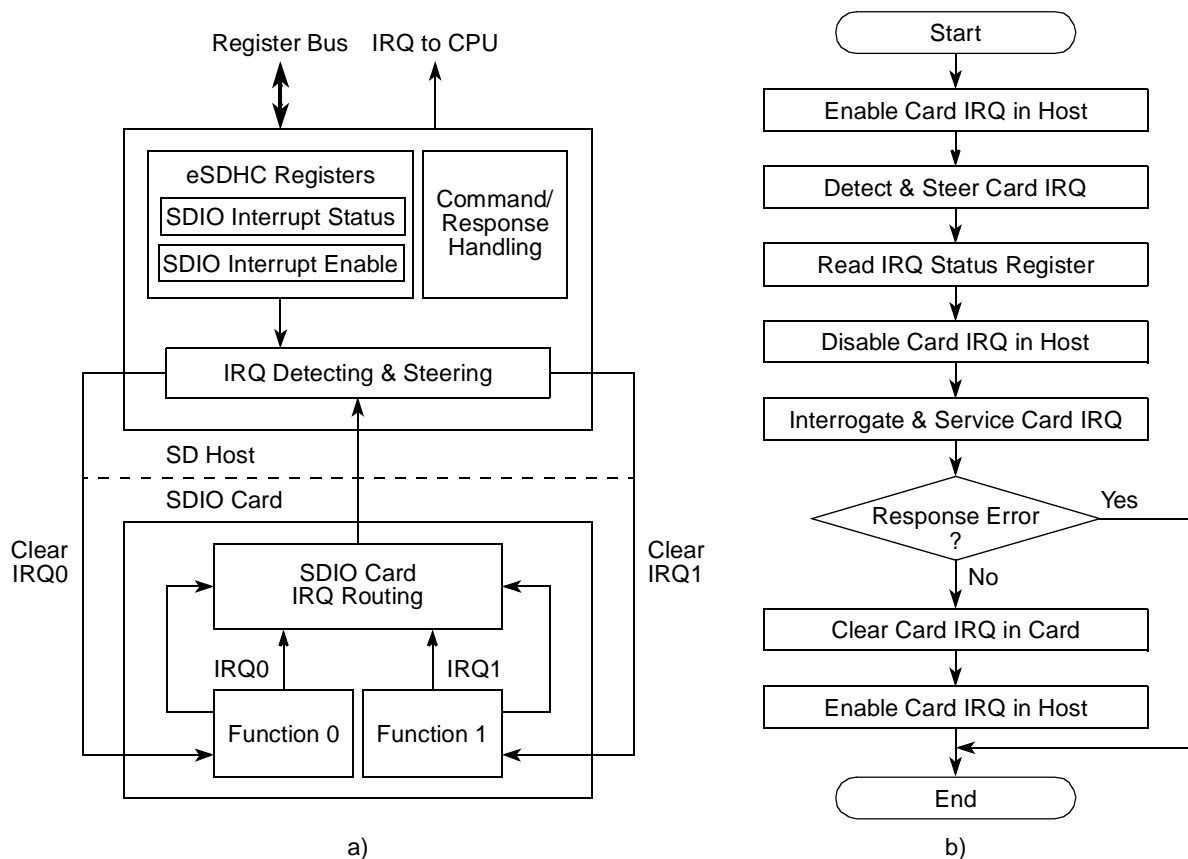 Register Bus
IRQ to CPU
eSDHC Registers
SDIO Interrupt Status
SDIO Interrupt Enable
Command/
Response
Handling
IRQ Detecting & Steering
SD Host
SDIO Card
Clear
IRQ0
Clear
IRQ1
SDIO Card
IRQ Routing
IRQ0
IRQ1
Function 0
Function 1
a)
Start
Enable Card IRQ in Host
Detect & Steer Card IRQ
Read IRQ Status Register
Disable Card IRQ in Host
Interrogate & Service Card IRQ
Response Error
?
Yes
No
Clear Card IRQ in Card
Enable Card IRQ in Host
End
b)